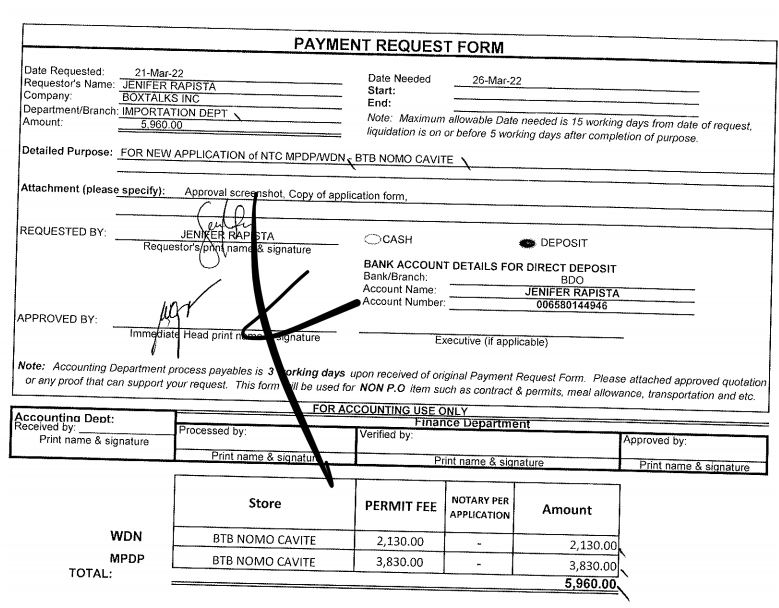 PAYMENT REQUEST FORM
Date Requested: 21-Mar-22
Requestor's Name: JENIFER RAPISTA
Company: BOXTALKS INC
Department/Branch: IMPORTATION DEPT
Amount: 5,960.00
Date Needed 26-Mar-22
Start:
End:
Note: Maximum allowable Date needed is 15 working days from date of request,
liquidation is on or before 5 working days after completion of purpose.
Detailed Purpose: FOR NEW APPLICATION of NTC MPDP/WDN - BTB NOMO CAVITE
Attachment (please specify): Approval screenshot, Copy of application form,
REQUESTED BY: JENIFER RAPISTA
Requestor's print name & signature
CASH DEPOSIT
BANK ACCOUNT DETAILS FOR DIRECT DEPOSIT
Bank/Branch: BDO
Account Name: JENIFER RAPISTA
Account Number: 006580144946
APPROVED BY:
Immediate Head print name & signature
Executive (if applicable)
Note: Accounting Department process payables is 3 working days upon received of original Payment Request Form. Please attached approved quotation
or any proof that can support your request. This form will be used for NON P.O item such as contract & permits, meal allowance, transportation and etc.
FOR ACCOUNTING USE ONLY
Accounting Dept: Finance Department
Received by: Processed by: Verified by: Approved by:
Print name & signature Print name & signature Print name & signature Print name & signature
Store PERMIT FEE NOTARY PER APPLICATION Amount
WDN BTB NOMO CAVITE 2,130.00 - 2,130.00
MPDP BTB NOMO CAVITE 3,830.00 - 3,830.00
TOTAL: 5,960.00